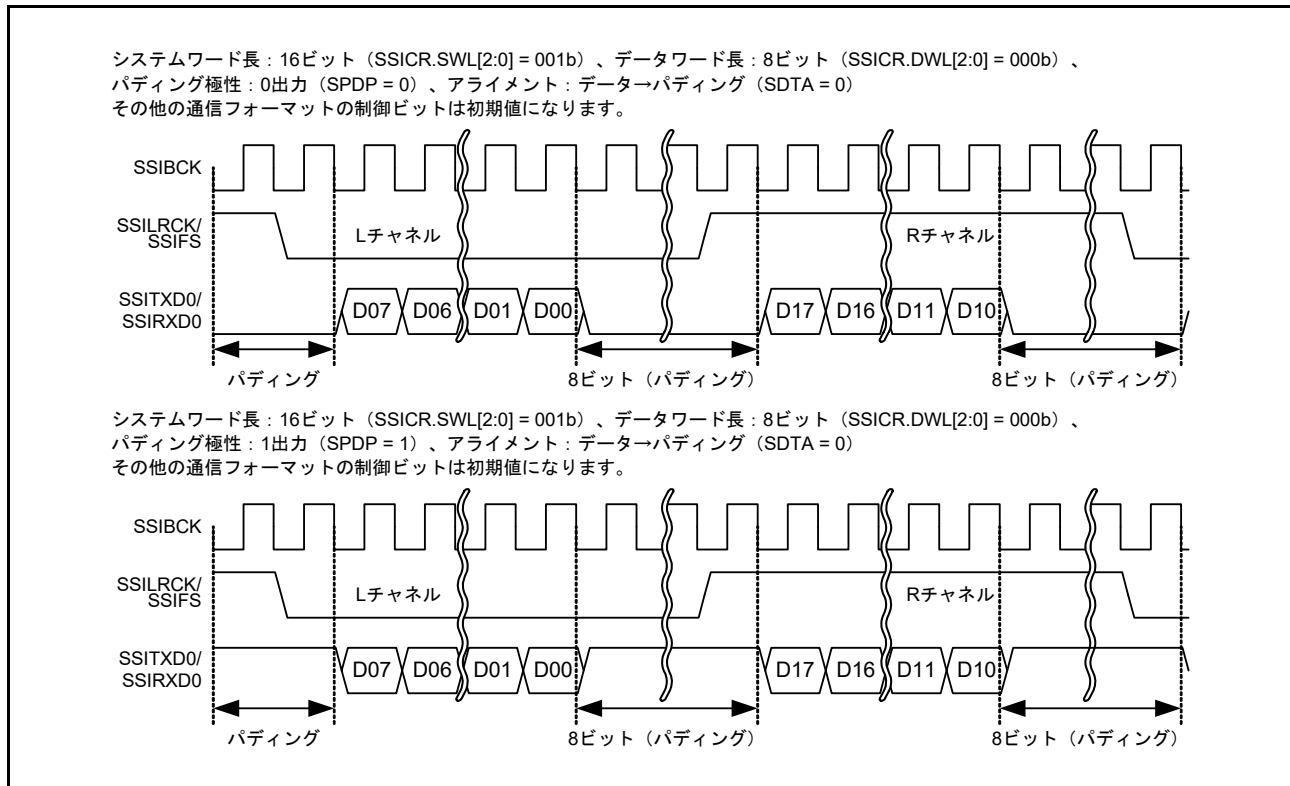 システムワード長：16ビット（SSICR.SWL[2:0] = 001b）、データワード長：8ビット（SSICR.DWL[2:0] = 000b）、
パディング極性：0出力（SPDP = 0）、アライメント：データ→パディング（SDTA = 0）
その他の通信フォーマットの制御ビットは初期値になります。
SSIBCK
SSILRCK/
SSIFS
Lチャネル
Rチャネル
SSITXD0/
SSIRXD0
D07 D06 D01 D00 D17 D16 D11 D10
パディング
8ビット（パディング）
8ビット（パディング）
システムワード長：16ビット（SSICR.SWL[2:0] = 001b）、データワード長：8ビット（SSICR.DWL[2:0] = 000b）、
パディング極性：1出力（SPDP = 1）、アライメント：データ→パディング（SDTA = 0）
その他の通信フォーマットの制御ビットは初期値になります。
SSIBCK
SSILRCK/
SSIFS
Lチャネル
Rチャネル
SSITXD0/
SSIRXD0
D07 D06 D01 D00 D17 D16 D11 D10
パディング
8ビット（パディング）
8ビット（パディング）